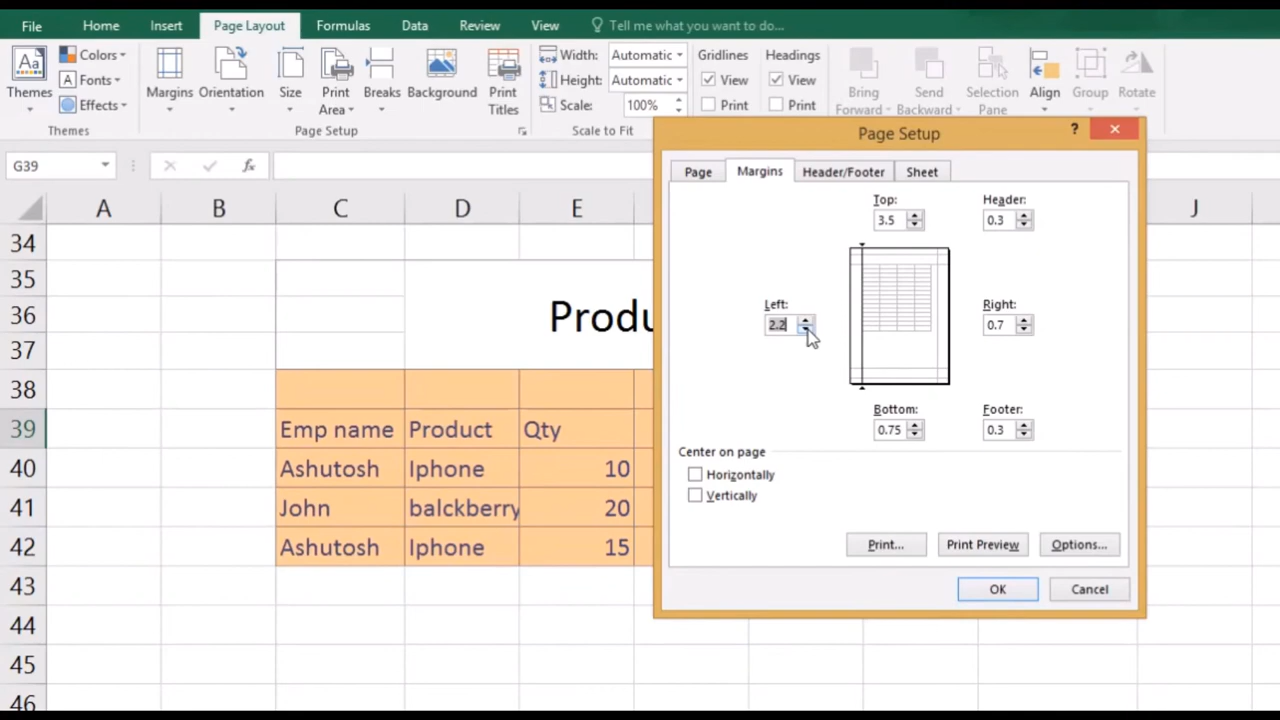 File Home Insert Page Layout Formulas Data Review View Tell me what you want to do...
Aa Colors Width: Automatic Gridlines Headings
A Fonts Height: Automatic View View
Themes Effects Margins Orientation Size Print Area Breaks Background Print Titles Scale: 100% Print Print Bring Forward Send Backward Selection Pane Align Group Rotate
Themes Page Setup Scale to Fit
Page Setup ?
G39 fx
Page Margins Header/Footer Sheet
A B C D E J
Top: Header:
3.5 0.3
34
35
36 Produ
37
Left: Right:
2.2 0.7
38
Bottom: Footer:
0.75 0.3
39 Emp name Product Qty
Center on page
40 Ashutosh Iphone 10
Horizontally
Vertically
41 John balckberry 20
42 Ashutosh Iphone 15
Print... Print Preview Options...
43
OK Cancel
44
45
46